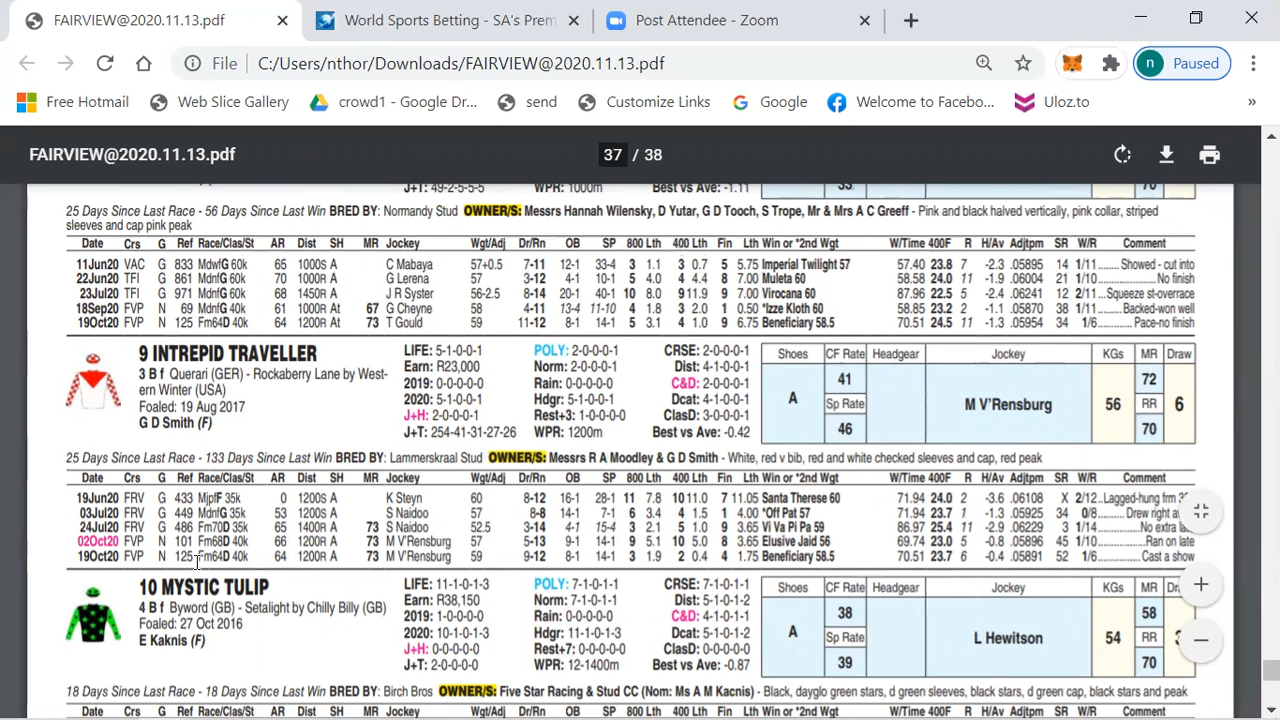 FAIRVIEW@2020.11.13.pdf
World Sports Betting - SA's Prem
Post Attendee - Zoom
File
C:/Users/nthor/Downloads/FAIRVIEW@2020.11.13.pdf
n Paused
Free Hotmail
Web Slice Gallery
crowd1 - Google Dr...
send
Customize Links
Google
Welcome to Facebo...
Uloz.to
»
FAIRVIEW@2020.11.13.pdf
37 / 38
J+T: 49-2-5-5-5 WPR: 1000m Best vs Ave: -1.11 33 70
25 Days Since Last Race - 56 Days Since Last Win BRED BY: Normandy Stud OWNER/S: Messrs Hannah Wilensky, D Yutar, G D Tooch, S Trope, Mr & Mrs A C Greeff - Pink and black halved vertically, pink collar, striped
sleeves and cap pink peak
Date Crs G Ref Race/Clas/St AR Dist SH MR Jockey Wgt/Adj Dr/Rn OB SP 800 Lth 400 Lth Fin Lth Win or *2nd Wgt W/Time 400F R H/Av Adjtpm SR W/R Comment
11Jun20 VAC G 833 MdwfG 60k 65 1000S A C Mabaya 57+0.5 7-11 12-1 33-4 3 1.1 3 0.7 5 5.75 Imperial Twilight 57 57.40 23.8 7 -2.3 .05895 14 1/11 ........Showed - cut into
22Jun20 TFI G 861 MdnfG 60k 70 1000R A G Lerena 57 3-12 4-1 10-1 4 2.1 4 4.4 8 7.00 Muleta 60 58.58 24.0 1 -1.9 .06004 21 1/10 ........No finish
23Jul20 TFI G 971 MdnfG 40k 68 1450R A J R Syster 56-2.5 8-14 20-1 40-1 10 8.0 9 11.9 9 7.00 Virocana 60 87.96 22.5 5 -2.4 .06241 12 2/11 ...Squeeze st-overrace
18Sep20 FVP N 69 MdnfG 40k 61 1000R At 67 G Cheyne 58 4-11 13-4 11-10 4 1.8 3 2.0 1 0.50 *Izze Kloth 60 58.85 23.2 2 -1.1 .05870 38 1/11 ......Backed-won well
19Oct20 FVP N 125 Fm64D 40k 64 1200R At 73 T Gould 59 11-12 8-1 14-1 5 3.1 4 1.0 9 6.75 Beneficiary 58.5 70.51 24.5 11 -1.3 .05954 34 1/6 ..........Pace-no finish
9 INTREPID TRAVELLER
3 B f Querari (GER) - Rockaberry Lane by West-
ern Winter (USA)
Foaled: 19 Aug 2017
G D Smith (F)
LIFE: 5-1-0-0-1 POLY: 2-0-0-0-1 CRSE: 2-0-0-0-1
Earn: R23,000 Norm: 2-0-0-0-1 Dist: 4-1-0-0-1
2019: 0-0-0-0-0 Rain: 0-0-0-0-0 C&D: 2-0-0-0-1
2020: 5-1-0-0-1 Hdgr: 5-1-0-0-1 Dcat: 4-1-0-0-1
J+H: 2-0-0-0-1 Rest+3: 1-0-0-0-0 ClasD: 3-0-0-0-1
J+T: 254-41-31-27-26 WPR: 1200m Best vs Ave: -0.42
Shoes CF Rate Headgear Jockey KGs MR Draw
A 41 Sp Rate 46 M V'Rensburg 56 72 RR 70 6
25 Days Since Last Race - 133 Days Since Last Win BRED BY: Lammerskraal Stud OWNER/S: Messrs R A Moodley & G D Smith - White, red v bib, red and white checked sleeves and cap, red peak
Date Crs G Ref Race/Clas/St AR Dist SH MR Jockey Wgt/Adj Dr/Rn OB SP 800 Lth 400 Lth Fin Lth Win or *2nd Wgt W/Time 400F R H/Av Adjtpm SR W/R Comment
19Jun20 FRV G 433 MjpfF 35k 0 1200S A K Steyn 60 8-12 16-1 28-1 11 7.8 10 11.0 7 11.05 Santa Therese 60 71.94 24.0 2 -3.6 .06108 X 2/12 ..Lagged-hung frm
03Jul20 FRV G 449 MdnfG 35k 53 1200S A S Naidoo 57 8-8 14-1 7-1 6 3.4 4 1.5 1 4.00 *Off Pat 57 71.94 23.7 1 -1.3 .05925 34 0/8 ........Drew right a
24Jul20 FRV G 486 Fm70D 35k 65 1400R A 73 S Naidoo 52.5 3-14 4-1 15-4 3 2.1 5 1.0 9 3.65 Vi Va Pi Pa 59 86.97 25.4 11 -2.9 .06229 3 1/14 ..........No extra
02Oct20 FVP N 101 Fm68D 40k 66 1200R A 73 M V'Rensburg 57 5-13 9-1 14-1 9 5.1 10 5.0 8 3.65 Elusive Jaid 56 69.74 23.0 5 -0.8 .05896 45 1/10 ........Ran on late
19Oct20 FVP N 125 Fm64D 40k 64 1200R A 73 M V'Rensburg 59 9-12 8-1 14-1 3 1.9 2 0.4 4 1.75 Beneficiary 58.5 70.51 23.7 6 -0.4 .05891 52 1/6 ..........Cast a show
10 MYSTIC TULIP
4 B f Byword (GB) - Setalight by Chilly Billy (GB)
Foaled: 27 Oct 2016
E Kaknis (F)
LIFE: 11-1-0-1-3 POLY: 7-1-0-1-1 CRSE: 7-1-0-1-1
Earn: R38,150 Norm: 7-1-0-1-1 Dist: 5-1-0-1-2
2019: 1-0-0-0-0 Rain: 0-0-0-0-0 C&D: 4-1-0-1-1
2020: 10-1-0-1-3 Hdgr: 11-1-0-1-3 Dcat: 5-1-0-1-2
J+H: 0-0-0-0-0 Rest+7: 0-0-0-0-0 ClasD: 0-0-0-0-0
J+T: 2-0-0-0-0 WPR: 12-1400m Best vs Ave: -0.87
Shoes CF Rate Headgear Jockey KGs MR
A 38 Sp Rate 39 L Hewitson 54 58 RR 70
18 Days Since Last Race - 18 Days Since Last Win BRED BY: Birch Bros OWNER/S: Five Star Racing & Stud CC (Nom: Ms A M Kacnis) - Black, dayglo green stars, d green sleeves, black stars, d green cap, black stars and peak
Date Crs G Ref Race/Clas/St AR Dist SH MR Jockey Wgt/Adj Dr/Rn OB SP 800 Lth 400 Lth Fin Lth Win or *2nd Wgt W/Time 400F R H/Av Adjtpm SR W/R Comment